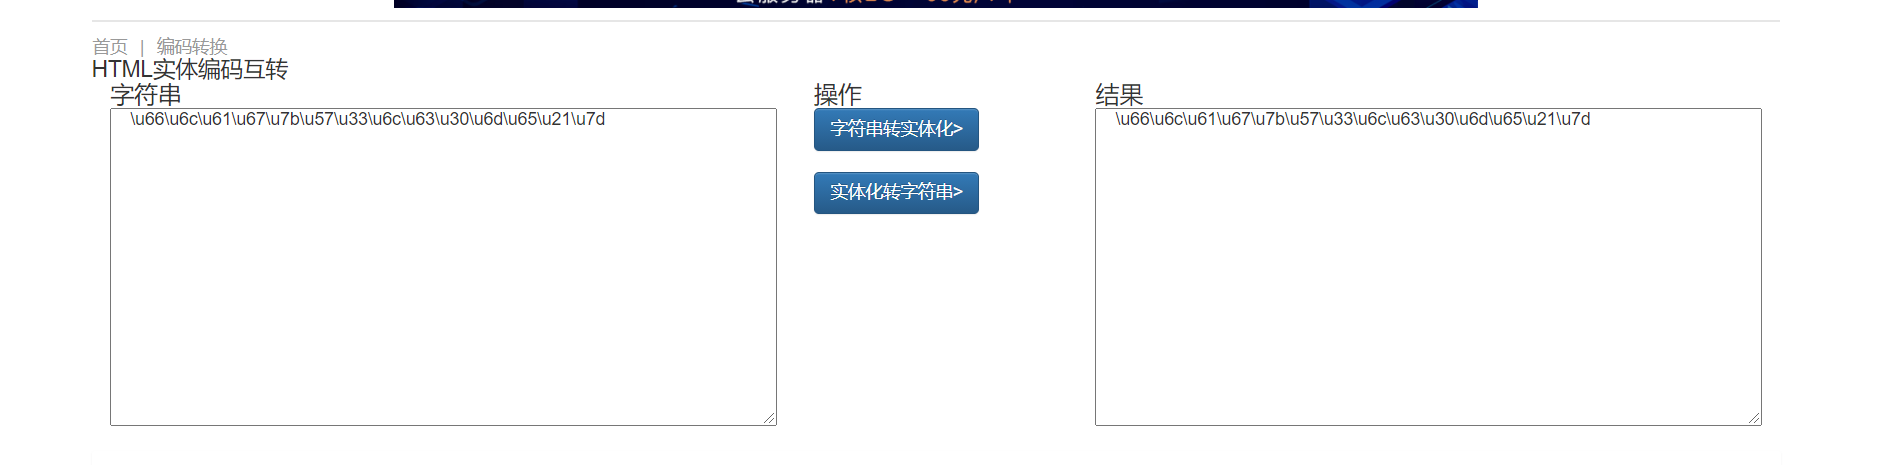 首页 | 编码转换
HTML实体编码互转
字符串
操作
结果
\u66\u6c\u61\u67\u7b\u57\u33\u6c\u63\u30\u6d\u65\u21\u7d
字符串转实体化>
\u66\u6c\u61\u67\u7b\u57\u33\u6c\u63\u30\u6d\u65\u21\u7d
实体化转字符串>